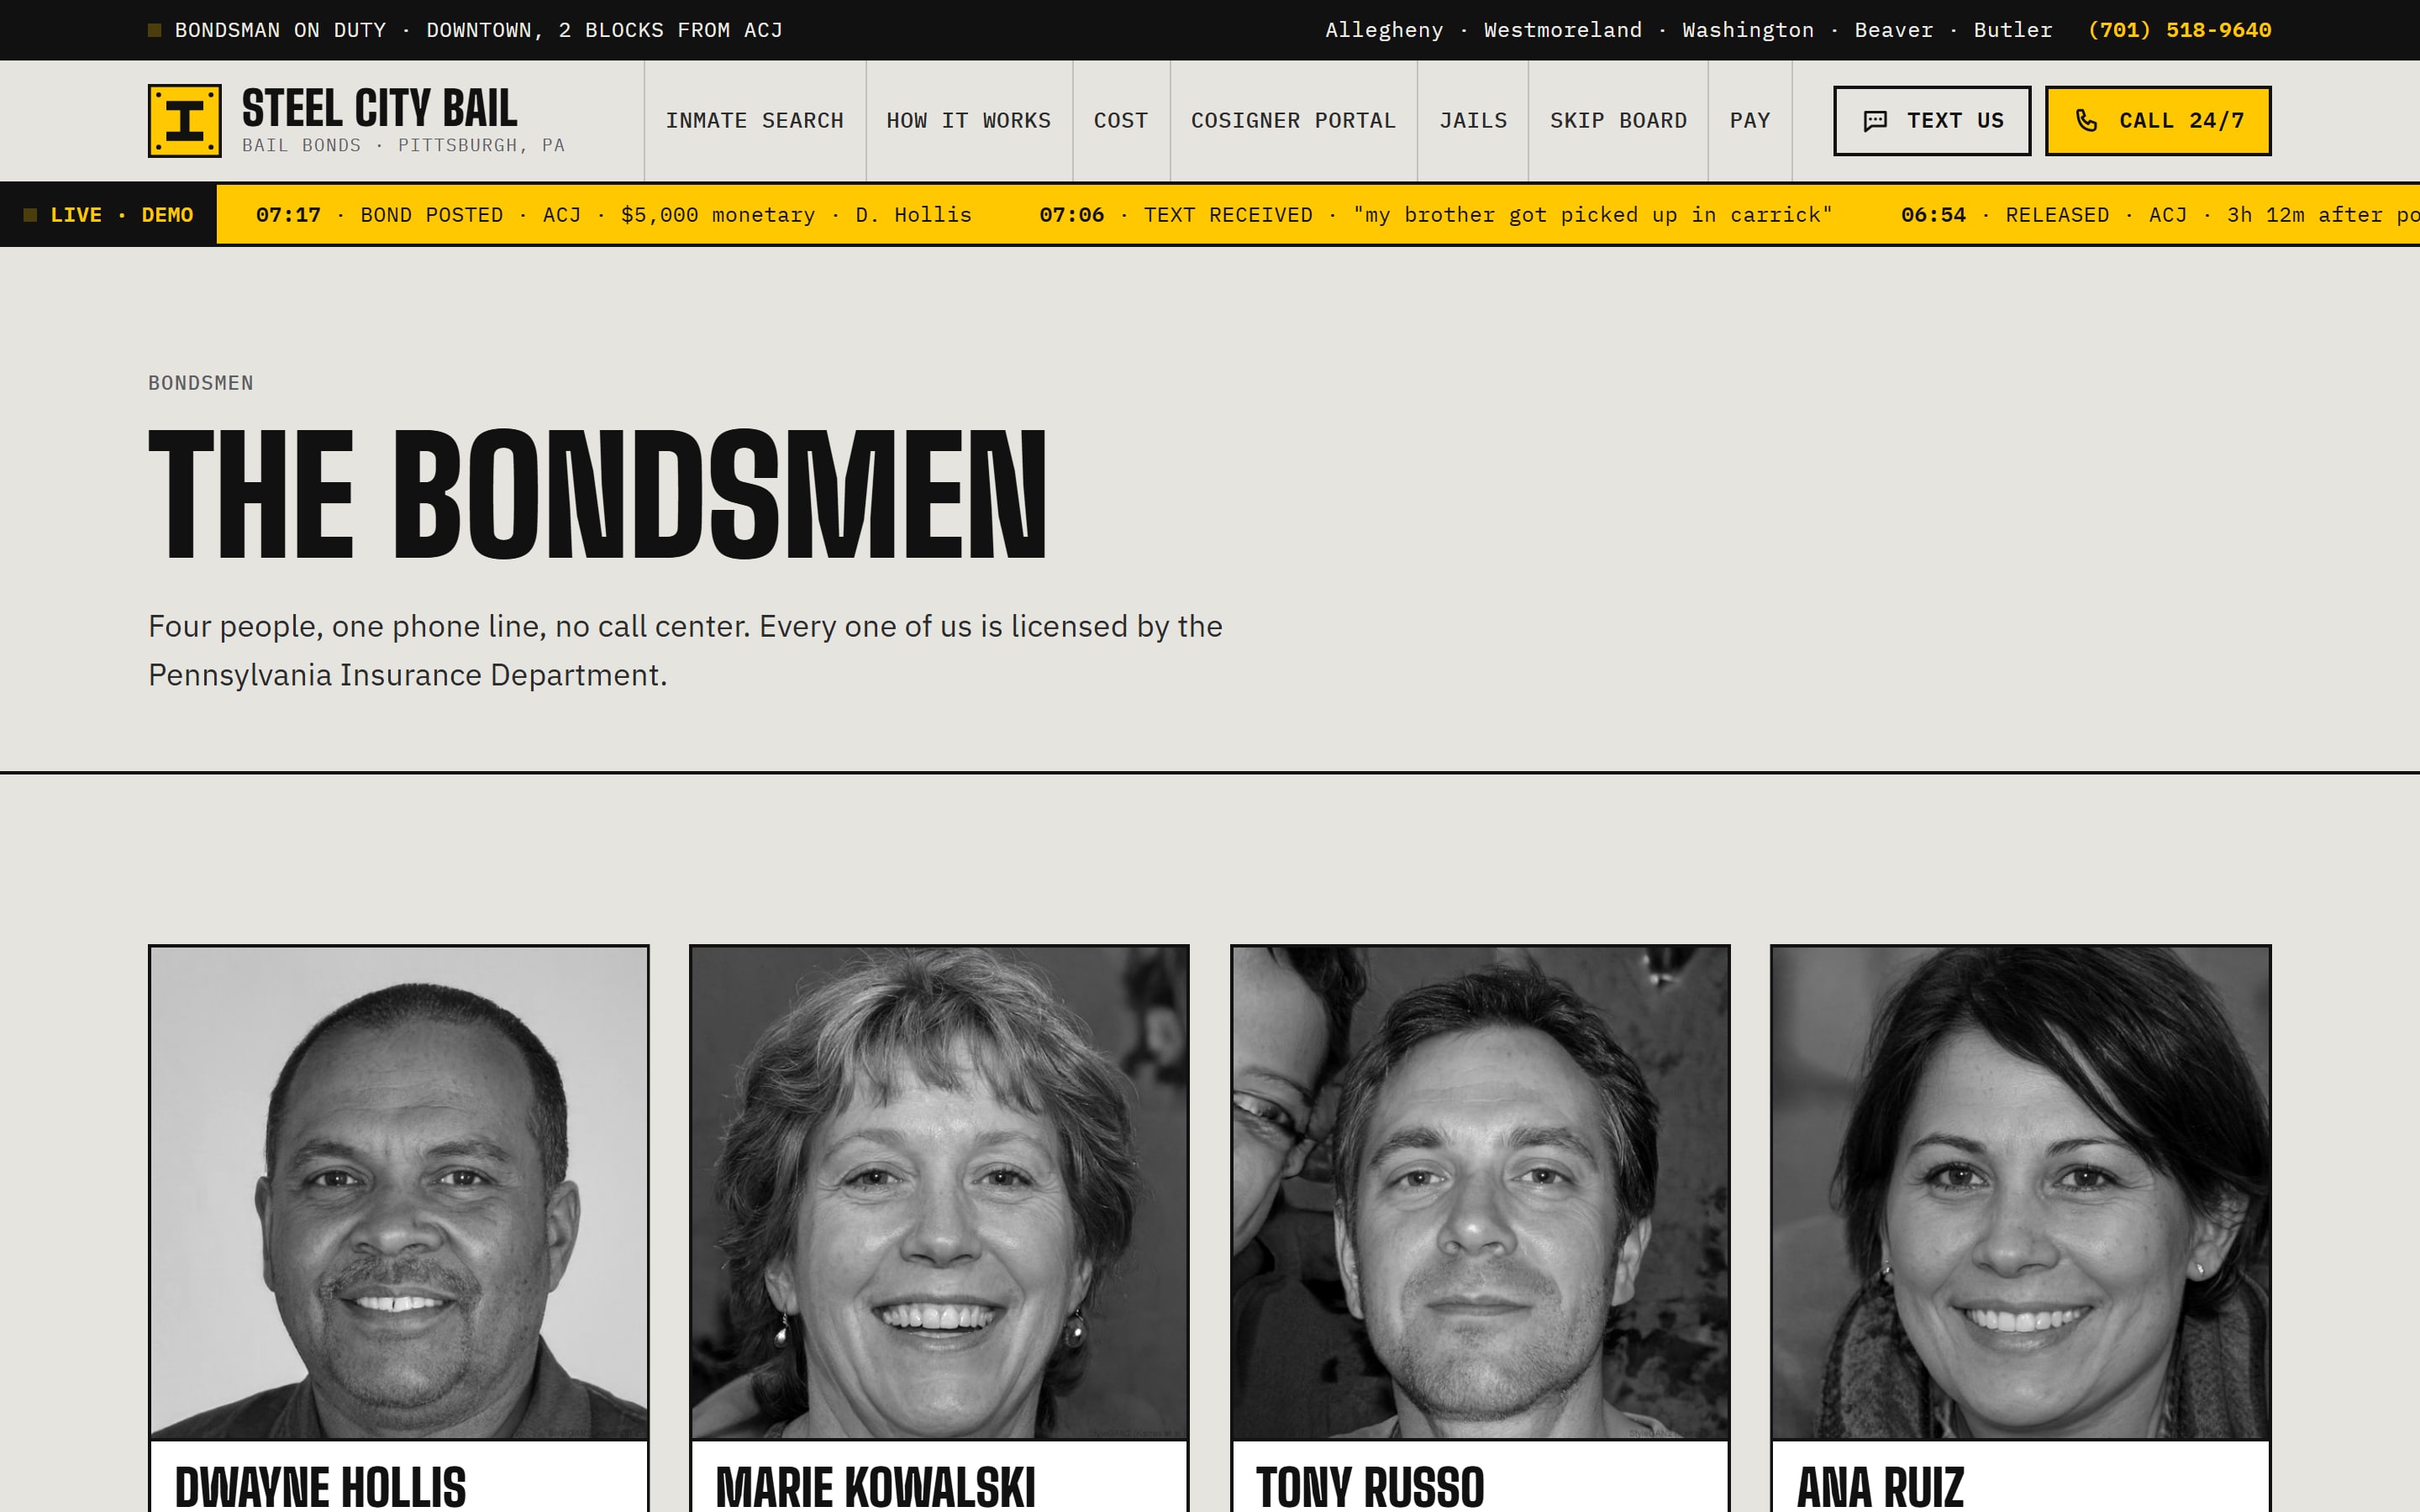 BONDSMAN ON DUTY · DOWNTOWN, 2 BLOCKS FROM ACJ
Allegheny · Westmoreland · Washington · Beaver · Butler (701) 518-9640
STEEL CITY BAIL
BAIL BONDS · PITTSBURGH, PA
INMATE SEARCH
HOW IT WORKS
COST
COSIGNER PORTAL
JAILS
SKIP BOARD
PAY
TEXT US
CALL 24/7
LIVE · DEMO
07:17 · BOND POSTED · ACJ · $5,000 monetary · D. Hollis
07:06 · TEXT RECEIVED · "my brother got picked up in carrick"
06:54 · RELEASED · ACJ · 3h 12m after po
BONDSMEN
THE BONDSMEN
Four people, one phone line, no call center. Every one of us is licensed by the
Pennsylvania Insurance Department.
DWAYNE HOLLIS
MARIE KOWALSKI
TONY RUSSO
ANA RUIZ